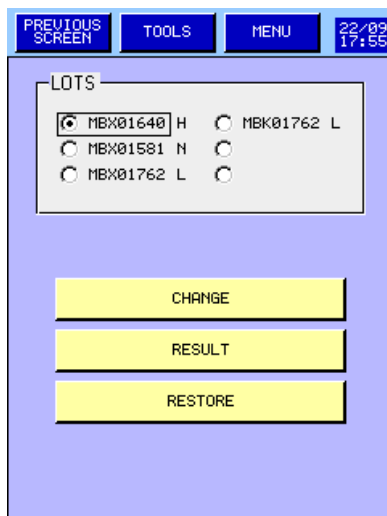 PREVIOUS SCREEN
TOOLS
MENU
22/09
17:55
LOTS
MBX01640 H
MBK01762 L
MBX01581 N
MBX01762 L
CHANGE
RESULT
RESTORE